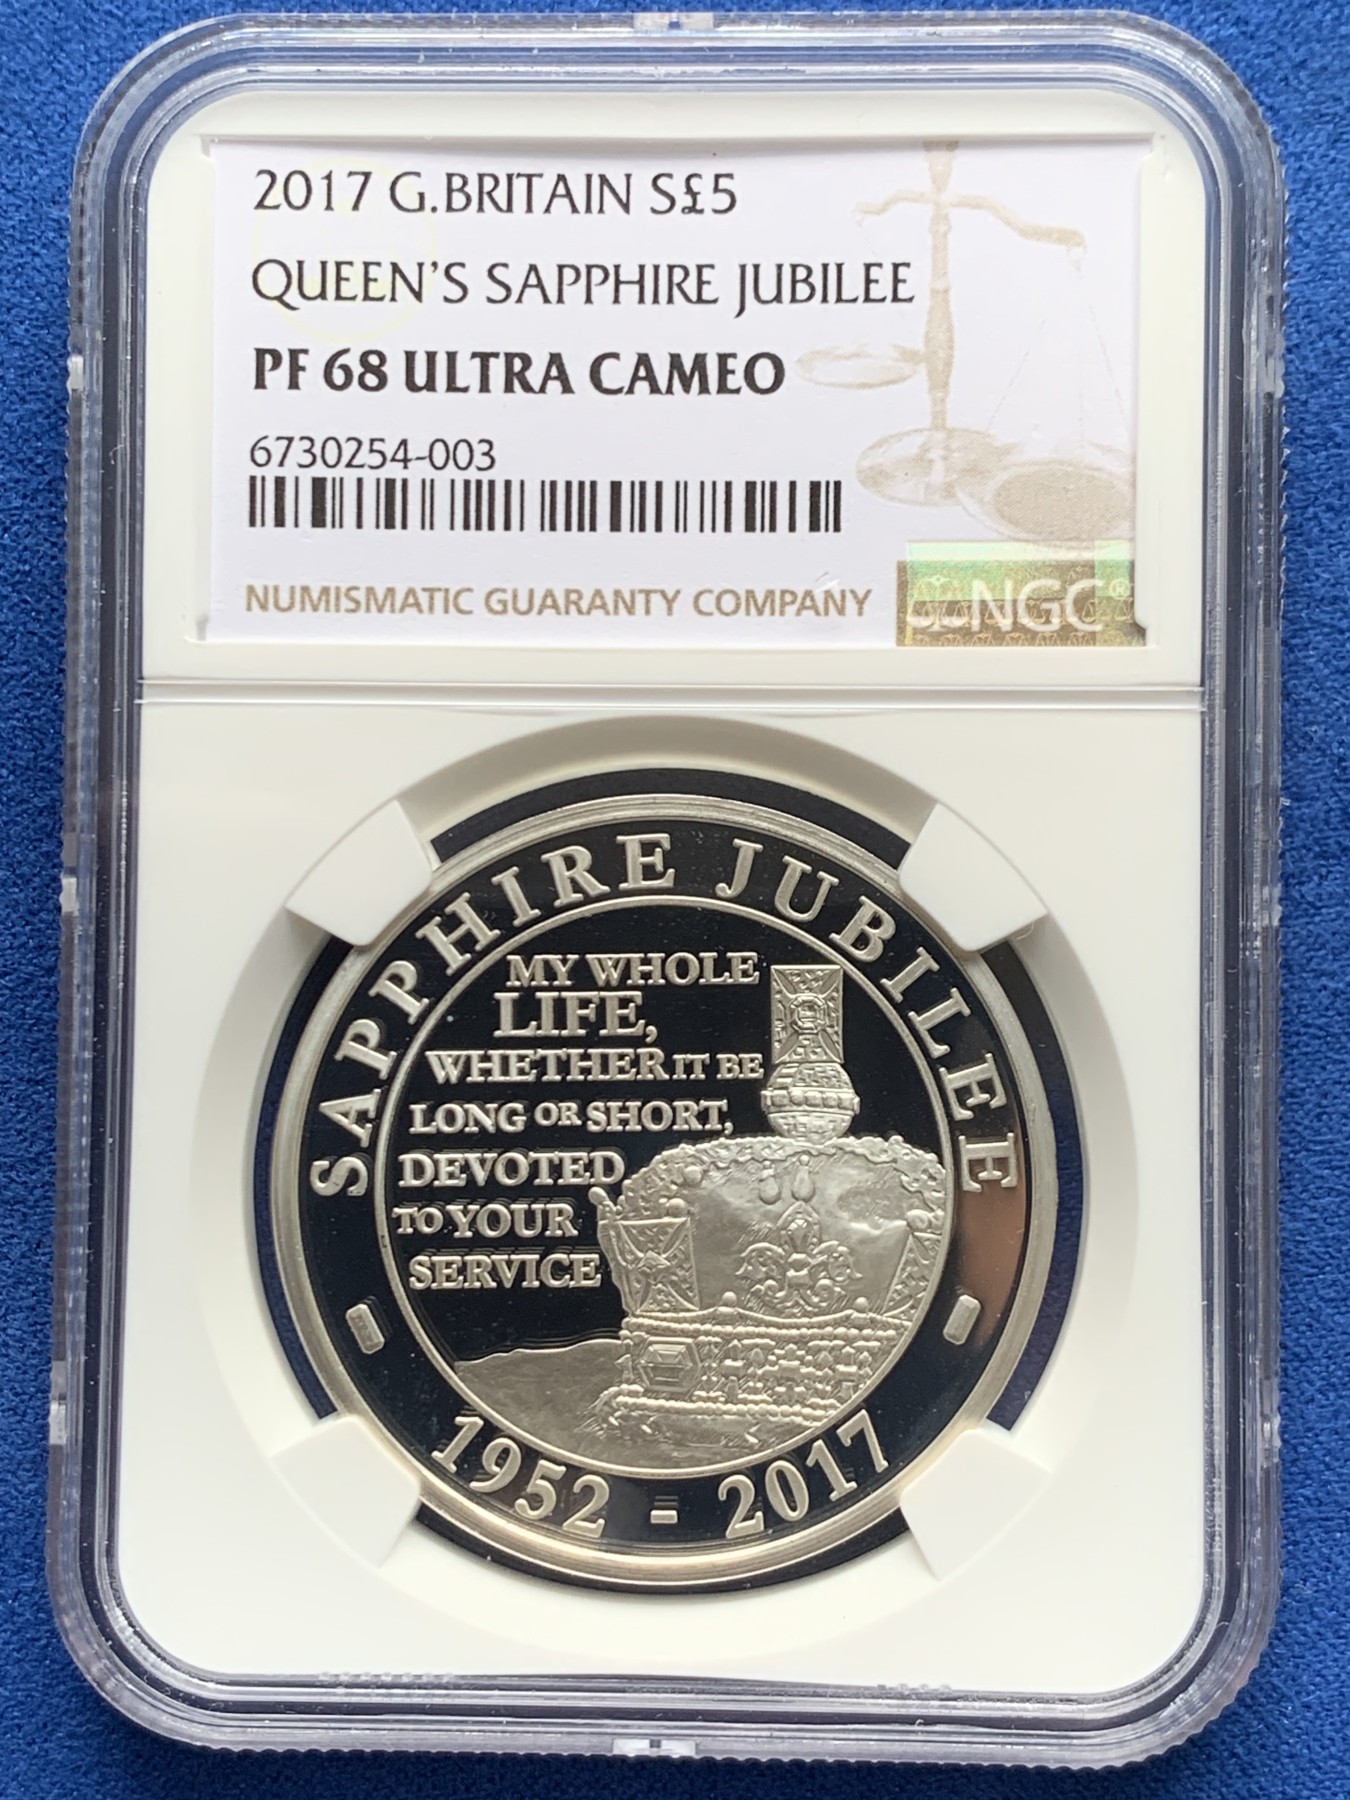 2017 G.BRITAIN S£5
QUEEN'S SAPPHIRE JUBILEE
PF 68 ULTRA CAMEO
6730254-003
NUMISMATIC GUARANTY COMPANY
NGC®
SAPPHIRE JUBILEE
MY WHOLE
LIFE,
WHETHER IT BE
LONG OR SHORT,
DEVOTED
TO YOUR
SERVICE
1952 - 2017